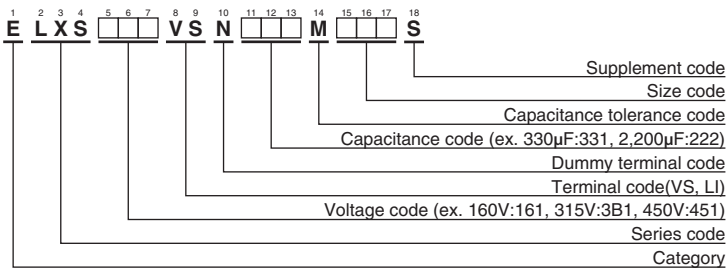 1 2 3 4 5 6 7 8 9 10 11 12 13 14 15 16 17 18
E L X S □□□ V S N □□□ M □□□ S
Supplement code
Size code
Capacitance tolerance code
Capacitance code (ex. 330μF:331, 2,200μF:222)
Dummy terminal code
Terminal code(VS, LI)
Voltage code (ex. 160V:161, 315V:3B1, 450V:451)
Series code
Category